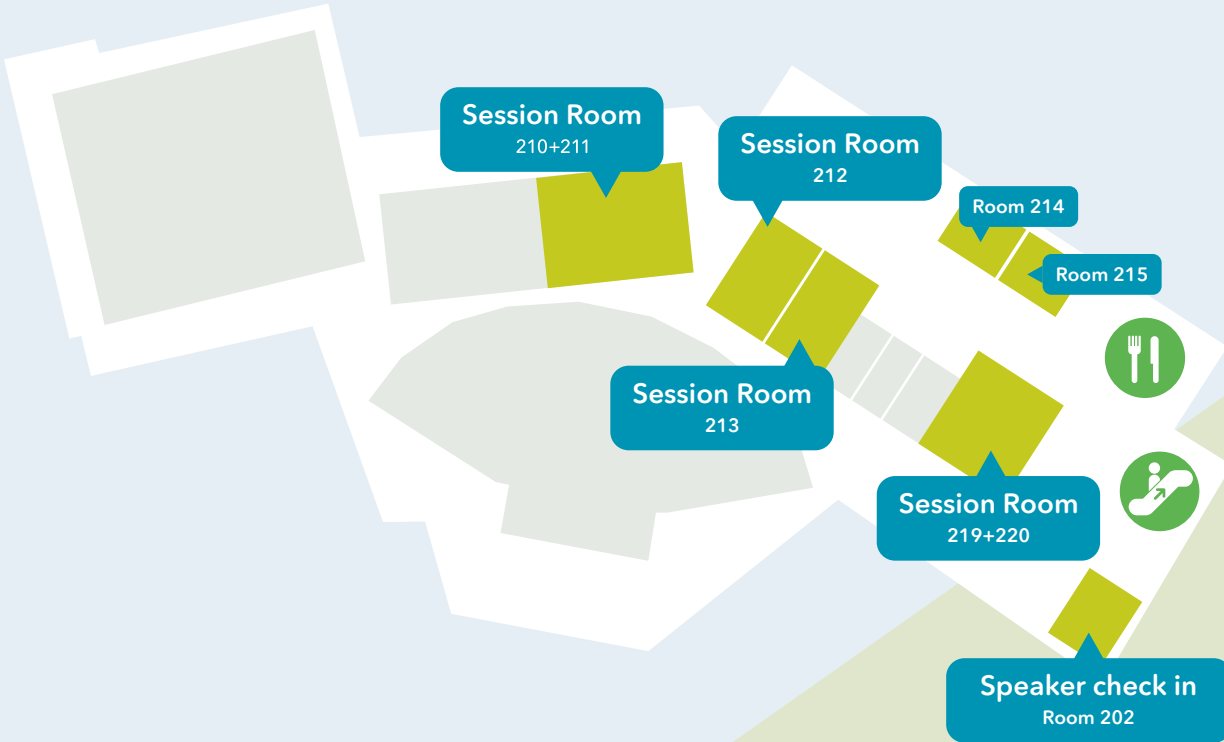 Session Room
210+211
Session Room
212
Room 214
Room 215
Session Room
213
Session Room
219+220
Speaker check in
Room 202